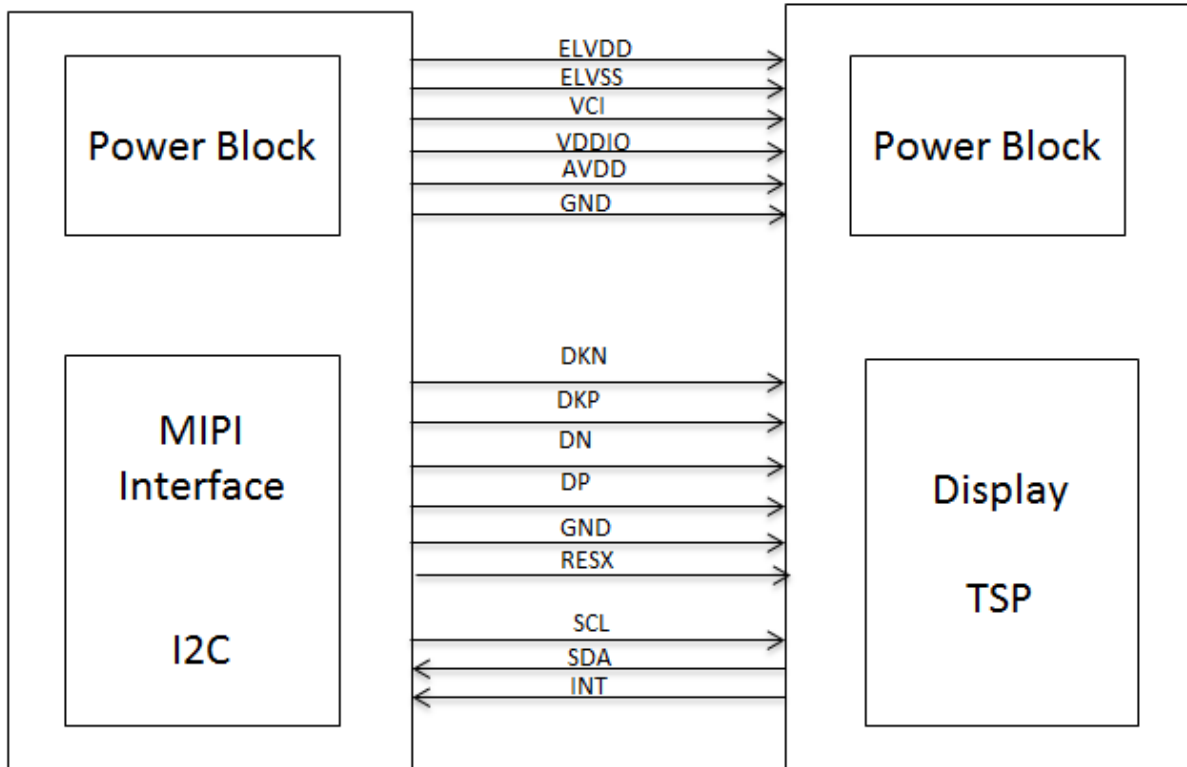 Power Block
ELVDD
ELVSS
VCI
VDDIO
AVDD
GND
Power Block
MIPI
Interface
I2C
DKN
DKP
DN
DP
GND
RESX
SCL
SDA
INT
Display
TSP